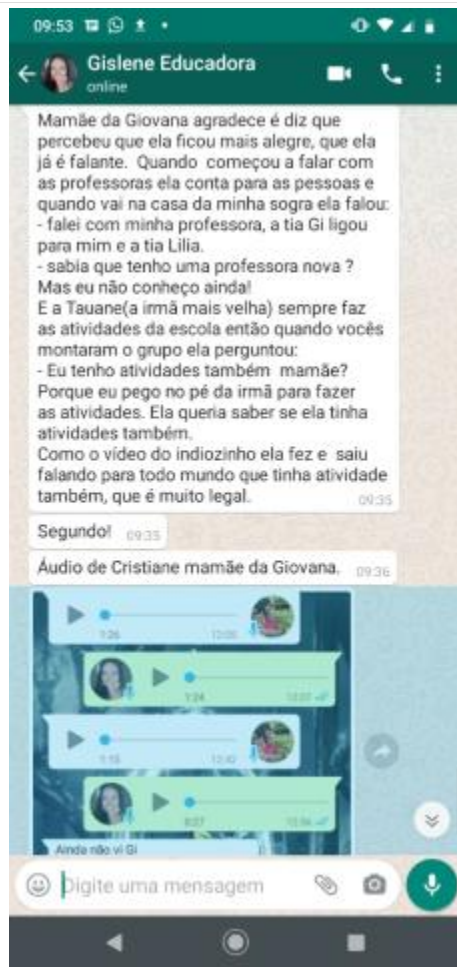 09:53
Gislene Educadora
online
Mamãe da Giovana agradece é diz que
percebeu que ela ficou mais alegre, que ela
já é falante. Quando começou a falar com
as professoras ela conta para as pessoas e
quando vai na casa da minha sogra ela falou:
- falei com minha professora, a tia Gi ligou
para mim e a tia Lilia.
- sabia que tenho uma professora nova ?
Mas eu não conheço ainda!
E a Tauane(a irmã mais velha) sempre faz
as atividades da escola então quando vocês
montaram o grupo ela perguntou:
- Eu tenho atividades também mamãe?
Porque eu pego no pé da irmã para fazer
as atividades. Ela queria saber se ela tinha
atividades também.
Como o vídeo do indiozinho ela fez e saiu
falando para todo mundo que tinha atividade
também, que é muito legal.
09:35
Segundo! 09:35
Áudio de Cristiane mamãe da Giovana. 09:36
1:26
1:24
Ainda não vi Gi
Digite uma mensagem